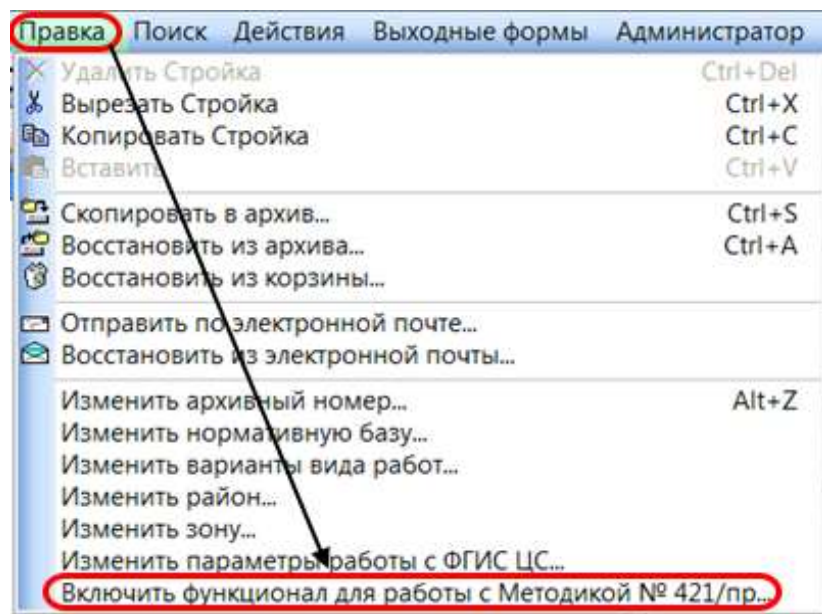 Правка Поиск Действия Выходные формы Администратор
Удалить Стройка Ctrl+Del
Вырезать Стройка Ctrl+X
Копировать Стройка Ctrl+C
Вставить Ctrl+V
Скопировать в архив... Ctrl+S
Восстановить из архива... Ctrl+A
Восстановить из корзины...
Отправить по электронной почте...
Восстановить из электронной почты...
Изменить архивный номер... Alt+Z
Изменить нормативную базу...
Изменить варианты вида работ...
Изменить район...
Изменить зону...
Изменить параметры работы с ФГИС ЦС...
Включить функционал для работы с Методикой № 421/пр...